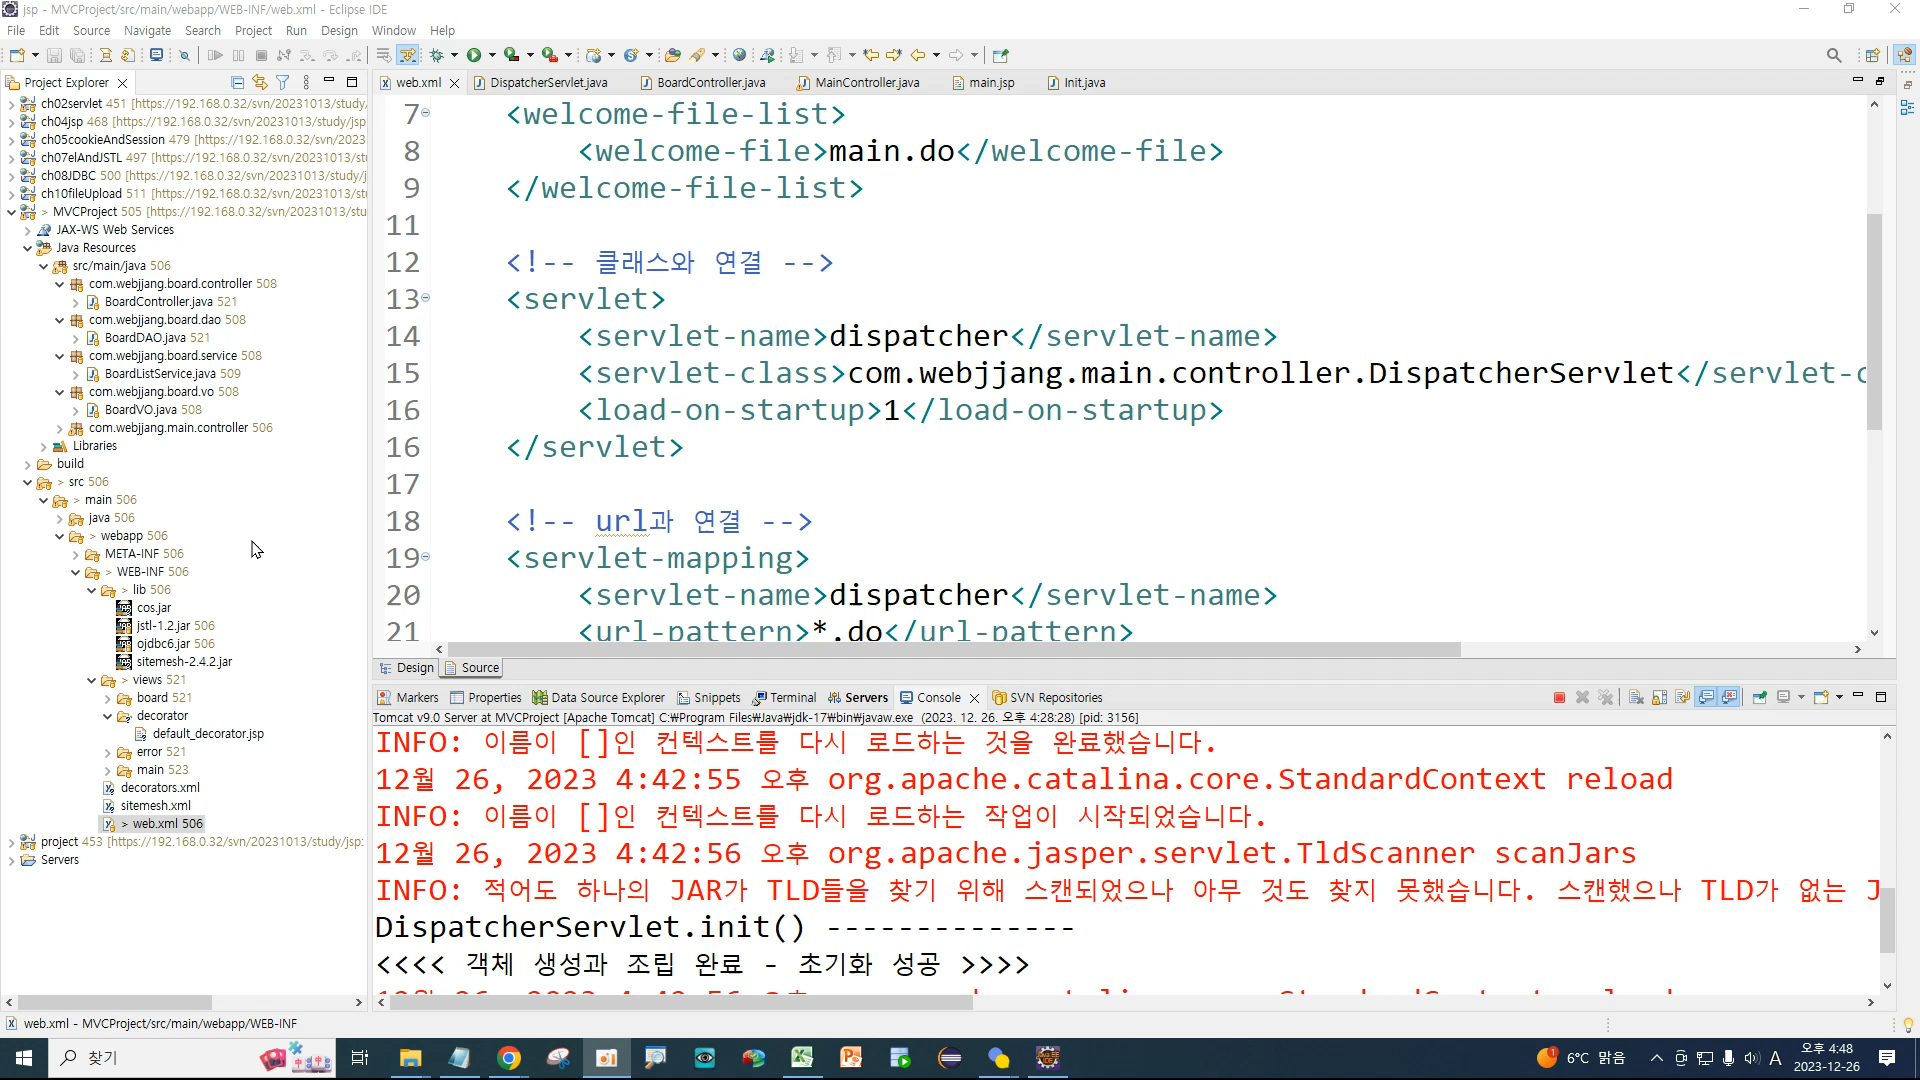 jsp - MVCProject/src/main/webapp/WEB-INF/web.xml - Eclipse IDE
File Edit Source Navigate Search Project Run Design Window Help
Project Explorer
ch02servlet 451 [https://192.168.0.32/svn/20231013/study/
ch04jsp 468 [https://192.168.0.32/svn/20231013/study/jsp
ch05cookieAndSession 479 [https://192.168.0.32/svn/2023
ch07elAndJSTL 497 [https://192.168.0.32/svn/20231013/st
ch08JDBC 500 [https://192.168.0.32/svn/20231013/study/j
ch10fileUpload 511 [https://192.168.0.32/svn/20231013/st
> MVCProject 505 [https://192.168.0.32/svn/20231013/stu
JAX-WS Web Services
Java Resources
src/main/java 506
com.webjjang.board.controller 508
BoardController.java 521
com.webjjang.board.dao 508
BoardDAO.java 521
com.webjjang.board.service 508
BoardListService.java 509
com.webjjang.board.vo 508
BoardVO.java 508
com.webjjang.main.controller 506
Libraries
build
> src 506
> main 506
java 506
> webapp 506
META-INF 506
> WEB-INF 506
> lib 506
cos.jar
jstl-1.2.jar 506
ojdbc6.jar 506
sitemesh-2.4.2.jar
> views 521
board 521
decorator
default_decorator.jsp
error 521
main 523
decorators.xml
sitemesh.xml
> web.xml 506
project 453 [https://192.168.0.32/svn/20231013/study/jsp:
Servers
web.xml DispatcherServlet.java BoardController.java MainController.java main.jsp Init.java
7 <welcome-file-list>
8 <welcome-file>main.do</welcome-file>
9 </welcome-file-list>
11
12 <!-- 클래스와 연결 -->
13 <servlet>
14 <servlet-name>dispatcher</servlet-name>
15 <servlet-class>com.webjjang.main.controller.DispatcherServlet</servlet-c
16 <load-on-startup>1</load-on-startup>
16 </servlet>
17
18 <!-- url과 연결 -->
19 <servlet-mapping>
20 <servlet-name>dispatcher</servlet-name>
21 <url-pattern>*.do</url-pattern>
Design Source
Markers Properties Data Source Explorer Snippets Terminal Servers Console SVN Repositories
Tomcat v9.0 Server at MVCProject [Apache Tomcat] C:₩Program Files₩Java₩jdk-17₩bin₩javaw.exe (2023. 12. 26. 오후 4:28:28) [pid: 3156]
INFO: 이름이 []인 컨텍스트를 다시 로드하는 것을 완료했습니다.
12월 26, 2023 4:42:55 오후 org.apache.catalina.core.StandardContext reload
INFO: 이름이 []인 컨텍스트를 다시 로드하는 작업이 시작되었습니다.
12월 26, 2023 4:42:56 오후 org.apache.jasper.servlet.TldScanner scanJars
INFO: 적어도 하나의 JAR가 TLD들을 찾기 위해 스캔되었으나 아무 것도 찾지 못했습니다. 스캔했으나 TLD가 없는 J
DispatcherServlet.init() --------------
<<<< 객체 생성과 조립 완료 - 초기화 성공 >>>>
web.xml - MVCProject/src/main/webapp/WEB-INF
찾기
6°C 맑음
A
오후 4:48
2023-12-26